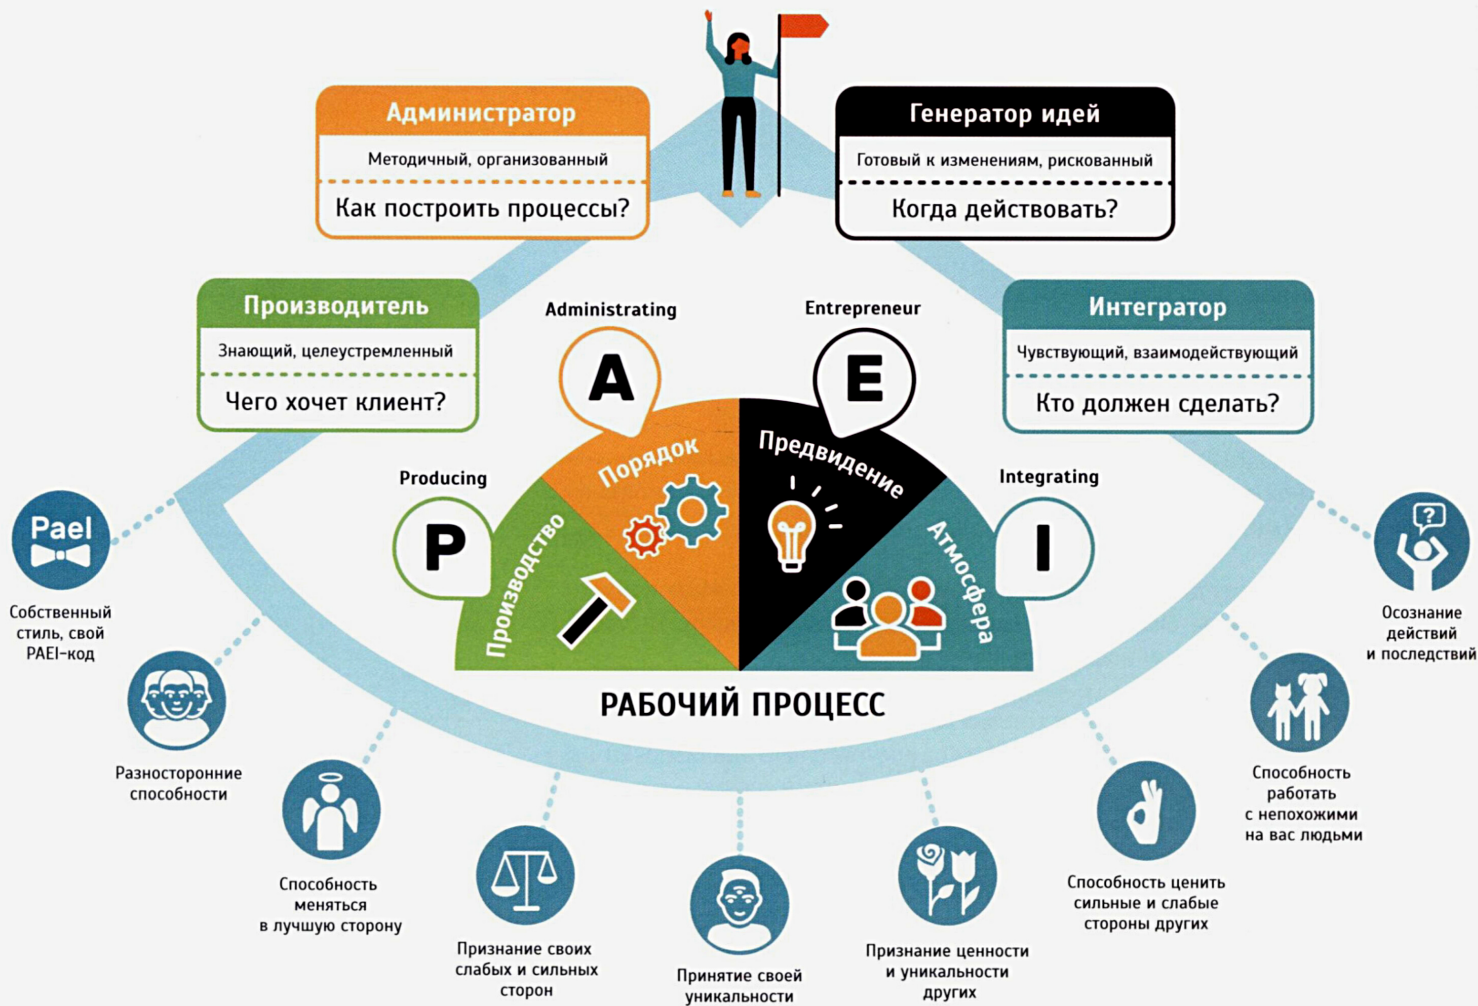 Администратор
Методичный, организованный
Как построить процессы?
Генератор идей
Готовый к изменениям, рискованный
Когда действовать?
Производитель
Знающий, целеустремленный
Чего хочет клиент?
Интегратор
Чувствующий, взаимодействующий
Кто должен сделать?
Administrating
A
Entrepreneur
E
Producing
P
Integrating
I
Производство
Порядок
Предвидение
Атмосфера
РАБОЧИЙ ПРОЦЕСС
PaeI
Собственный
стиль, свой
PAEI-код
Разносторонние
способности
Способность
меняться
в лучшую сторону
Признание своих
слабых и сильных
сторон
Принятие своей
уникальности
Признание ценности
и уникальности
других
Способность ценить
сильные и слабые
стороны других
Способность
работать
с непохожими
на вас людьми
?
Осознание
действий
и последствий